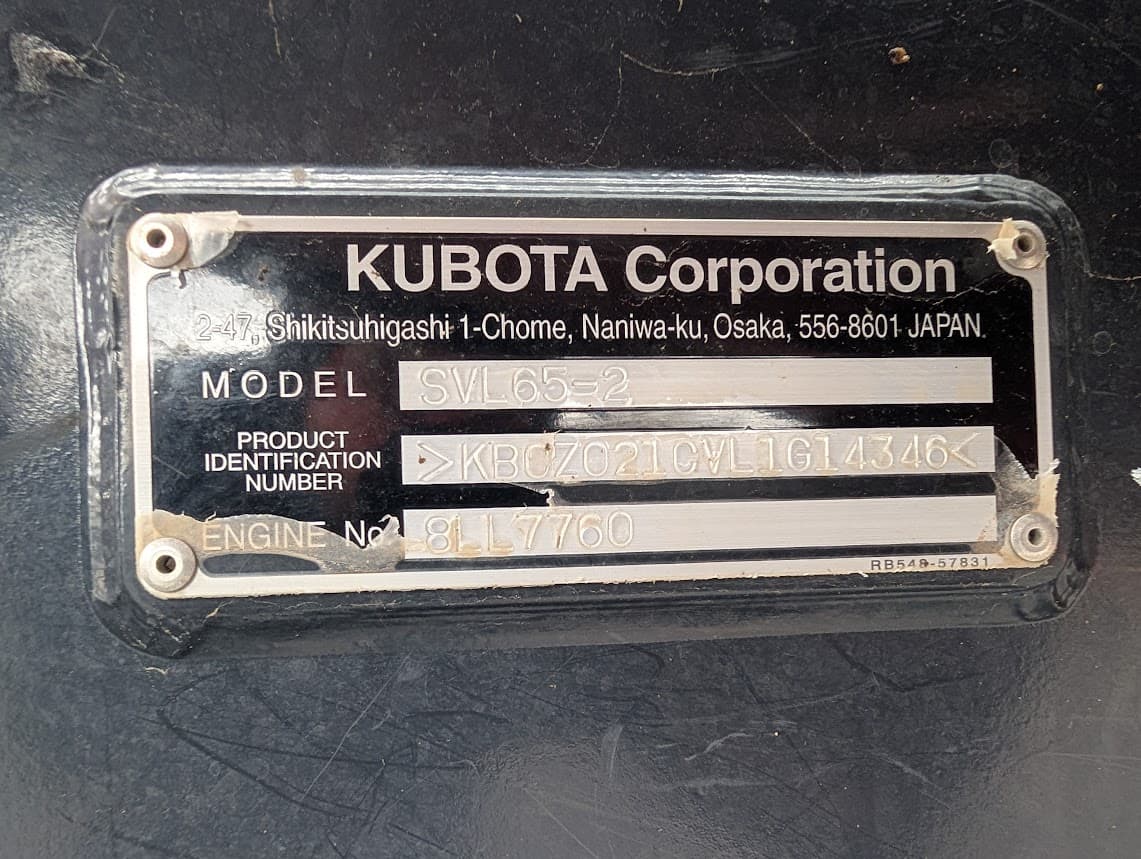 KUBOTA Corporation
2-47, Shikitsuhigashi 1-Chome, Naniwa-ku, Osaka, 556-8601 JAPAN.
MODEL SVL65-2
PRODUCT
IDENTIFICATION
NUMBER
>KBCZ021CVL1G14346<
ENGINE No. 8LL7760
RB548-57831